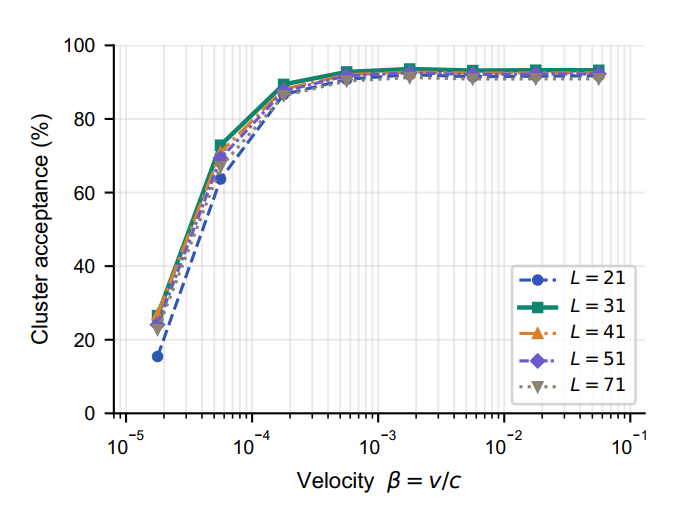 100
80
60
40
20
0
Cluster acceptance (%)
L = 21
L = 31
L = 41
L = 51
L = 71
10⁻⁵ 10⁻⁴ 10⁻³ 10⁻² 10⁻¹
Velocity β = v/c